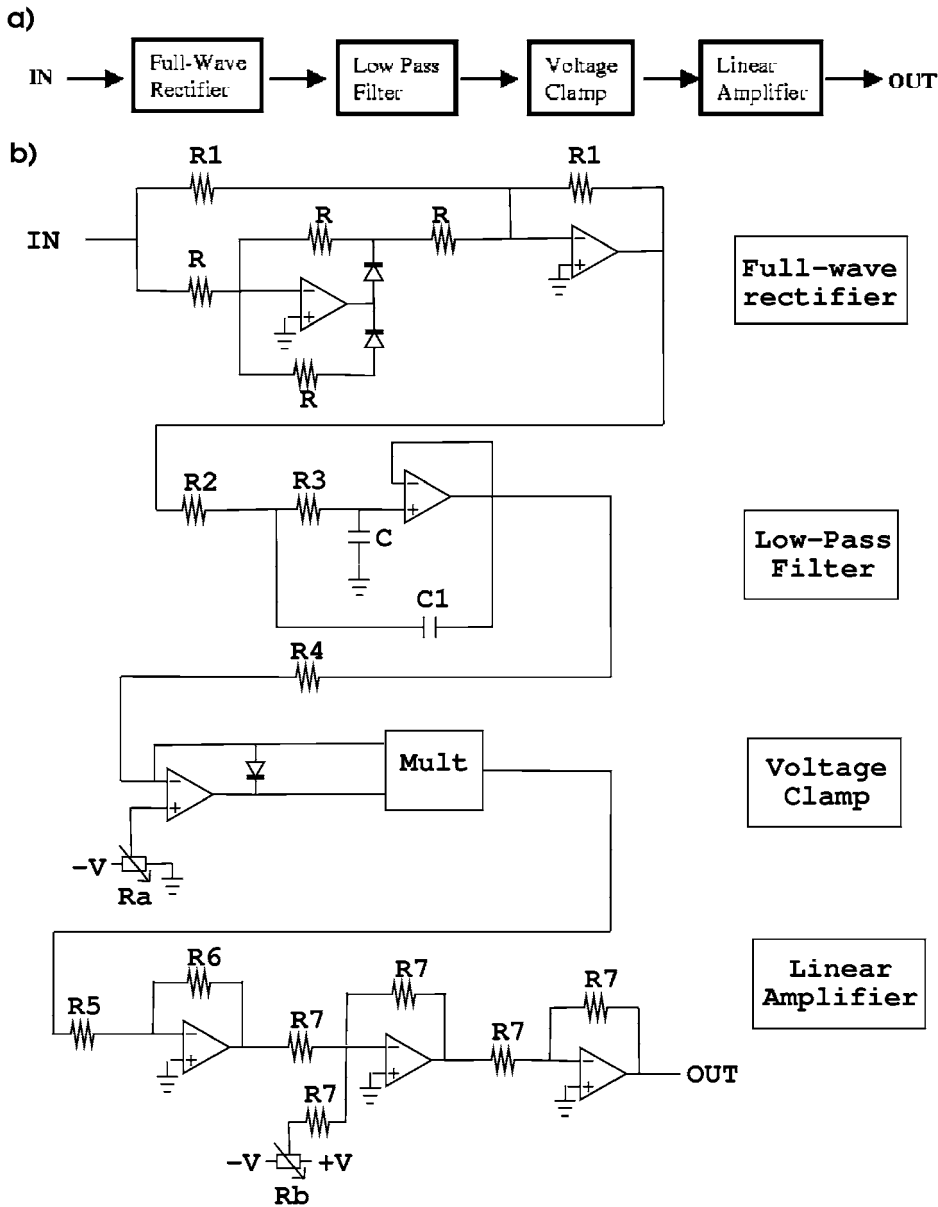 a)
IN Full-Wave Rectifier Low Pass Filter Voltage Clamp Linear Amplifier OUT
b)
R1 R1
R R
IN
R
Full-wave
rectifier
- +
- +
R
R2 R3
- +
C
Low-Pass
Filter
C1
R4
Mult
Voltage
Clamp
- +
-V
Ra
R6 R7 R7
Linear
Amplifier
R5 R7 R7
- +
- +
- +
OUT
R7
-V +V
Rb